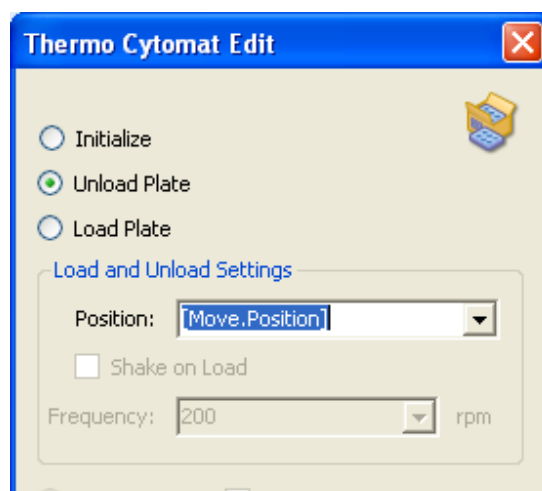 Thermo Cytomat Edit
Initialize
Unload Plate
Load Plate
Load and Unload Settings
Position: [Move.Position]
Shake on Load
Frequency: 200 rpm